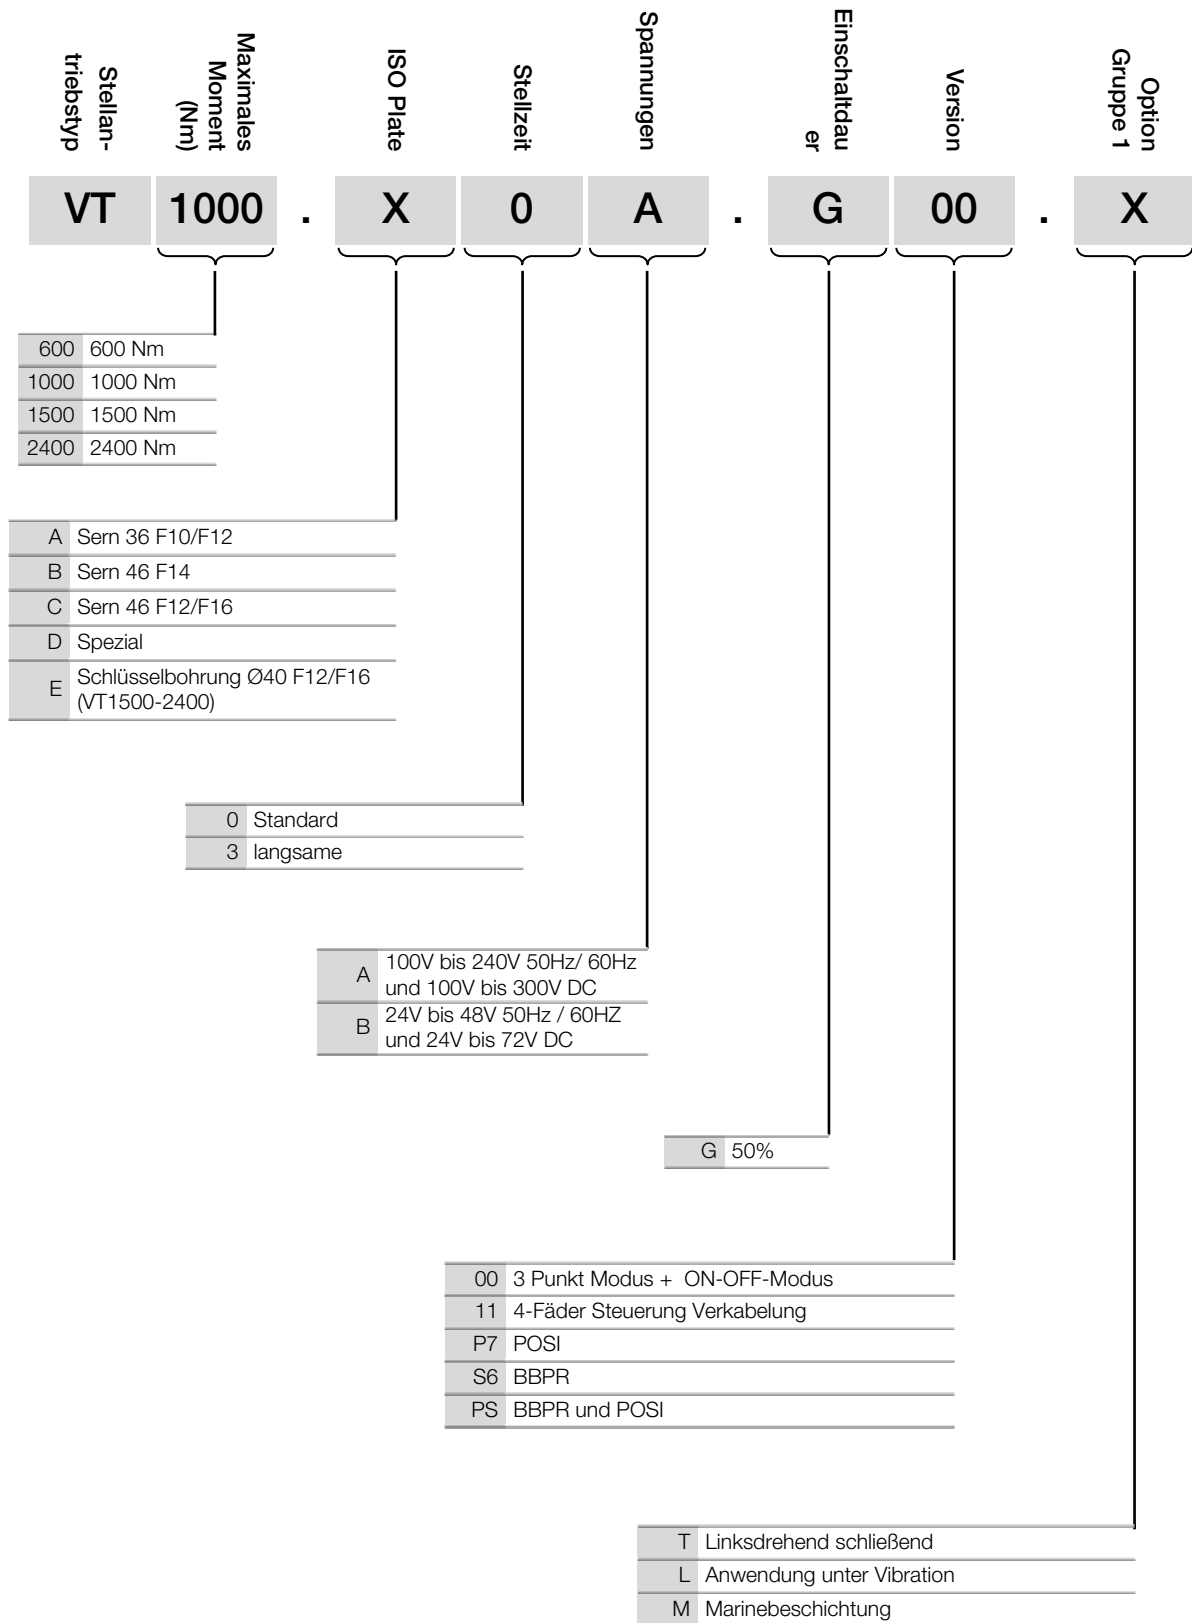 Stellan-
triebstyp
Maximales
Moment
(Nm)
ISO Plate
Stellzeit
Spannungen
Einschaltdau
er
Version
Option
Gruppe 1
VT 1000 . X 0 A . G 00 . X
600 600 Nm
1000 1000 Nm
1500 1500 Nm
2400 2400 Nm
A Sern 36 F10/F12
B Sern 46 F14
C Sern 46 F12/F16
D Spezial
E Schlüsselbohrung Ø40 F12/F16
(VT1500-2400)
0 Standard
3 langsame
A 100V bis 240V 50Hz/ 60Hz
und 100V bis 300V DC
B 24V bis 48V 50Hz / 60HZ
und 24V bis 72V DC
G 50%
00 3 Punkt Modus + ON-OFF-Modus
11 4-Fäder Steuerung Verkabelung
P7 POSI
S6 BBPR
PS BBPR und POSI
T Linksdrehend schließend
L Anwendung unter Vibration
M Marinebeschichtung